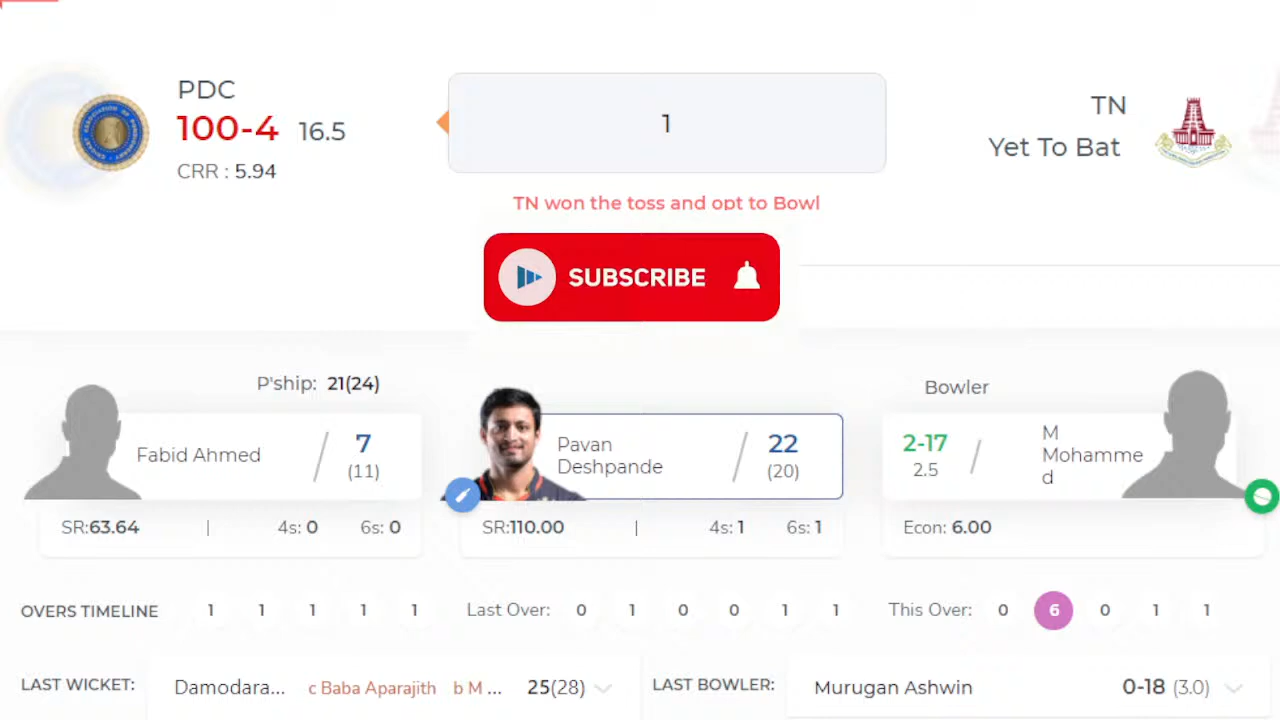 PDC
100-4 16.5
CRR : 5.94
1
TN
Yet To Bat
TN won the toss and opt to Bowl
SUBSCRIBE
P'ship: 21(24)
Fabid Ahmed / 7
(11)
SR:63.64 | 4s: 0 6s: 0
Pavan
Deshpande / 22
(20)
SR:110.00 | 4s: 1 6s: 1
Bowler
2-17 /
2.5
M
Mohamme
d
Econ: 6.00
OVERS TIMELINE 1 1 1 1 1 Last Over: 0 1 0 0 1 1 This Over: 0 6 0 1 1
LAST WICKET: Damodara... c Baba Aparajith b M ... 25(28)
LAST BOWLER: Murugan Ashwin 0-18 (3.0)